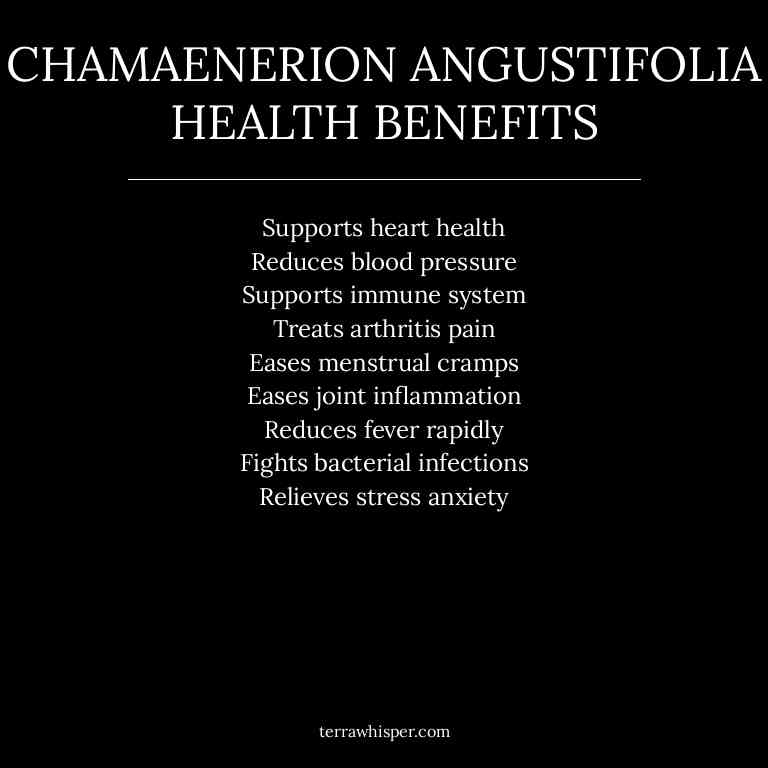 CHAMAENERION ANGUSTIFOLIA
HEALTH BENEFITS
Supports heart health
Reduces blood pressure
Supports immune system
Treats arthritis pain
Eases menstrual cramps
Eases joint inflammation
Reduces fever rapidly
Fights bacterial infections
Relieves stress anxiety
terrawhisper.com